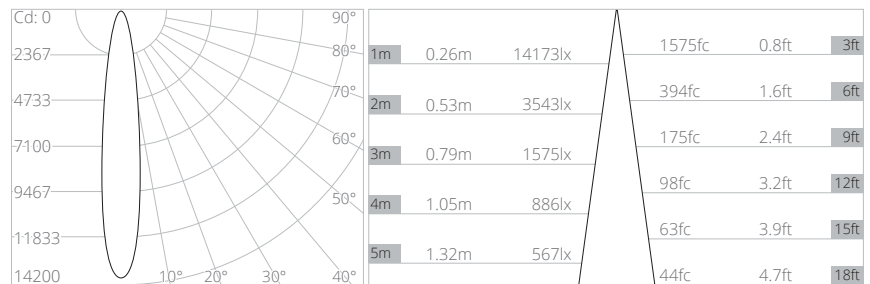 Cd: 0
2367
4733
7100
9467
11833
14200
90°
80°
70°
60°
50°
10° 20° 30° 40°
1m 0.26m 14173lx
2m 0.53m 3543lx
3m 0.79m 1575lx
4m 1.05m 886lx
5m 1.32m 567lx
1575fc 0.8ft 3ft
394fc 1.6ft 6ft
175fc 2.4ft 9ft
98fc 3.2ft 12ft
63fc 3.9ft 15ft
44fc 4.7ft 18ft